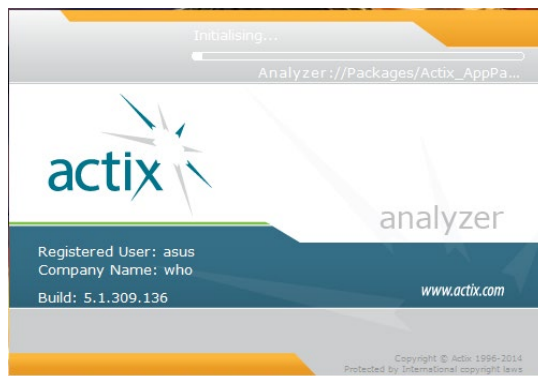 Initialising...
Analyzer://Packages/Actix_AppPa...
actix
analyzer
Registered User: asus
Company Name: who
Build: 5.1.309.136
www.actix.com
Copyright © Actix 1996-2014
Protected by International copyright laws